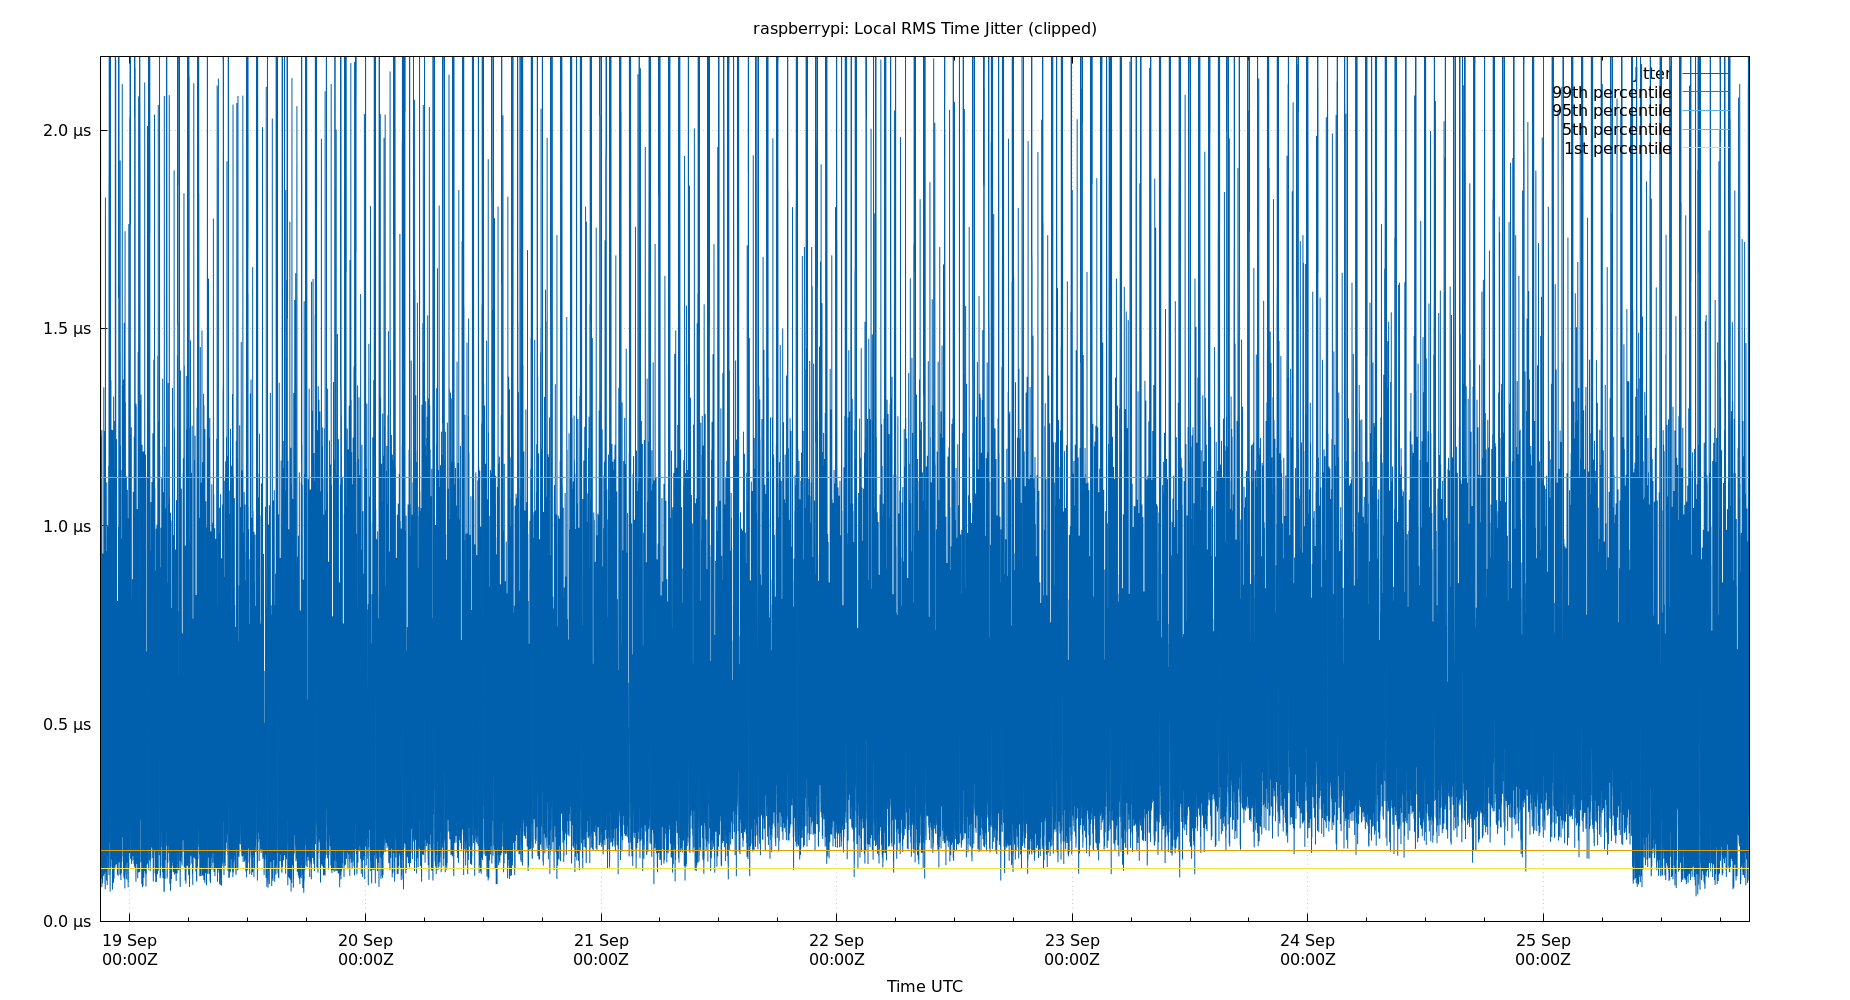 raspberrypi: Local RMS Time Jitter (clipped)
Jitter
99th percentile
95th percentile
5th percentile
1st percentile
2.0 µs
1.5 µs
1.0 µs
0.5 µs
0.0 µs
19 Sep 20 Sep 21 Sep 22 Sep 23 Sep 24 Sep 25 Sep
00:00Z 00:00Z 00:00Z 00:00Z 00:00Z 00:00Z 00:00Z
Time UTC